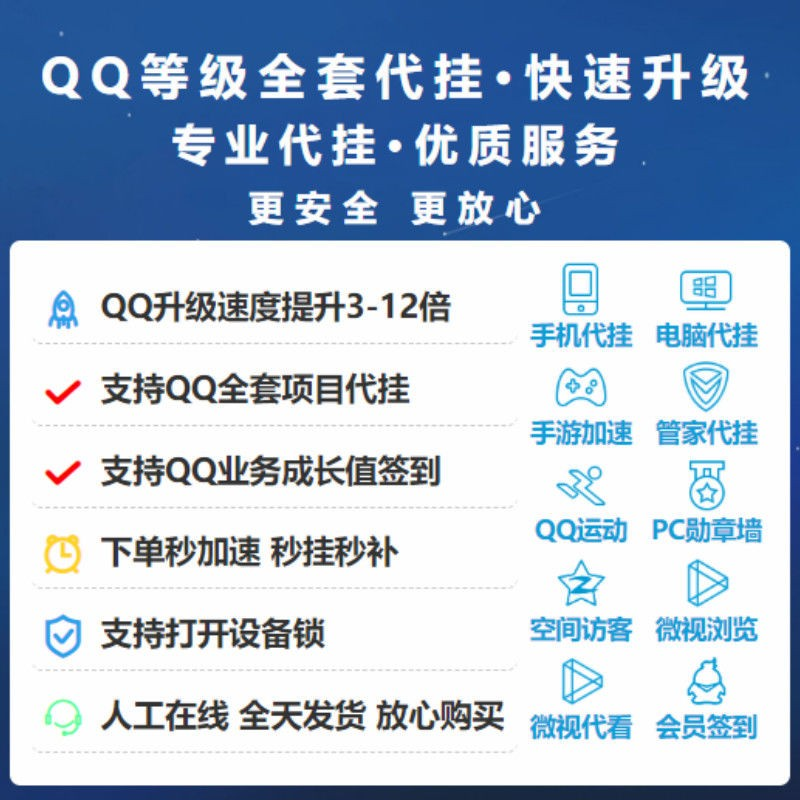 QQ等级全套代挂·快速升级
专业代挂·优质服务
更安全 更放心
QQ升级速度提升3-12倍
支持QQ全套项目代挂
支持QQ业务成长值签到
下单秒加速 秒挂秒补
支持打开设备锁
人工在线 全天发货 放心购买
手机代挂 电脑代挂
手游加速 管家代挂
QQ运动 PC勋章墙
空间访客 微视浏览
微视代看 会员签到